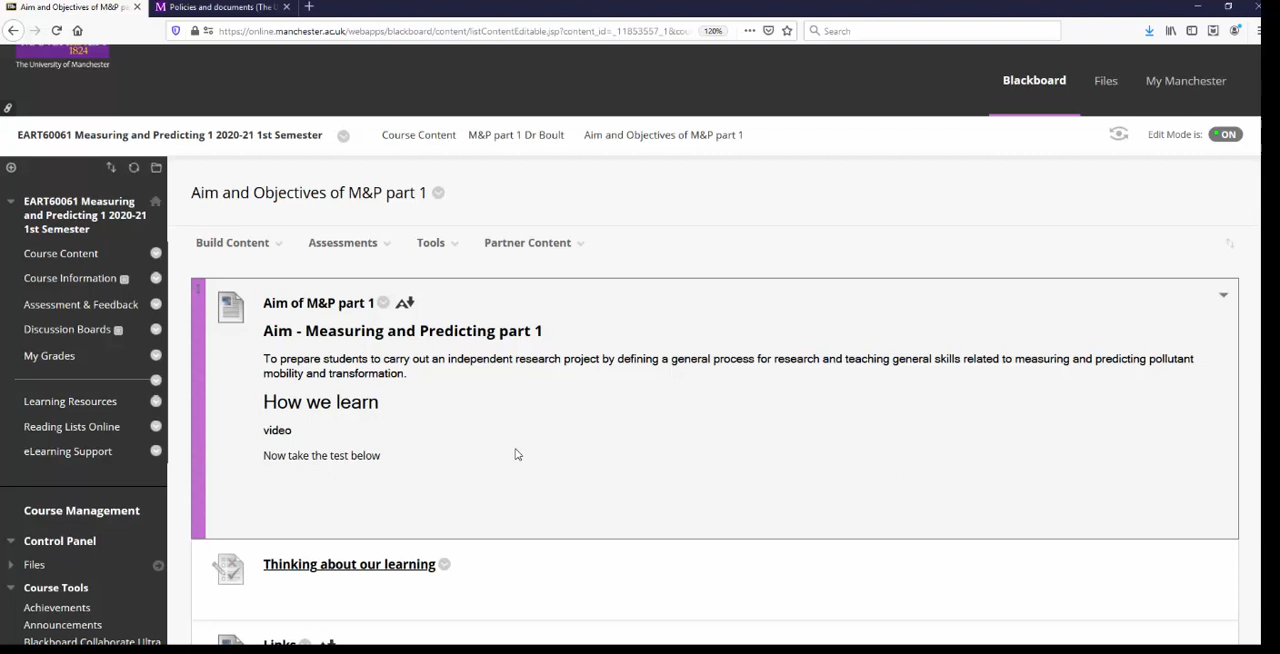 Aim and Objectives of M&P p
Policies and documents (The U
https://online.manchester.ac.uk/webapps/blackboard/content/listContentEditable.jsp?content_id=_11853557_1&cou
120%
Search
1824
The University of Manchester
Blackboard
Files
My Manchester
EART60061 Measuring and Predicting 1 2020-21 1st Semester
Course Content
M&P part 1 Dr Boult
Aim and Objectives of M&P part 1
Edit Mode is:
ON
EART60061 Measuring
and Predicting 1 2020-21
1st Semester
Course Content
Course Information
Assessment & Feedback
Discussion Boards
My Grades
Learning Resources
Reading Lists Online
eLearning Support
Course Management
Control Panel
Files
Course Tools
Achievements
Announcements
Blackboard Collaborate Ultra
Aim and Objectives of M&P part 1
Build Content
Assessments
Tools
Partner Content
Aim of M&P part 1
Aim - Measuring and Predicting part 1
To prepare students to carry out an independent research project by defining a general process for research and teaching general skills related to measuring and predicting pollutant
mobility and transformation.
How we learn
video
Now take the test below
Thinking about our learning
Links